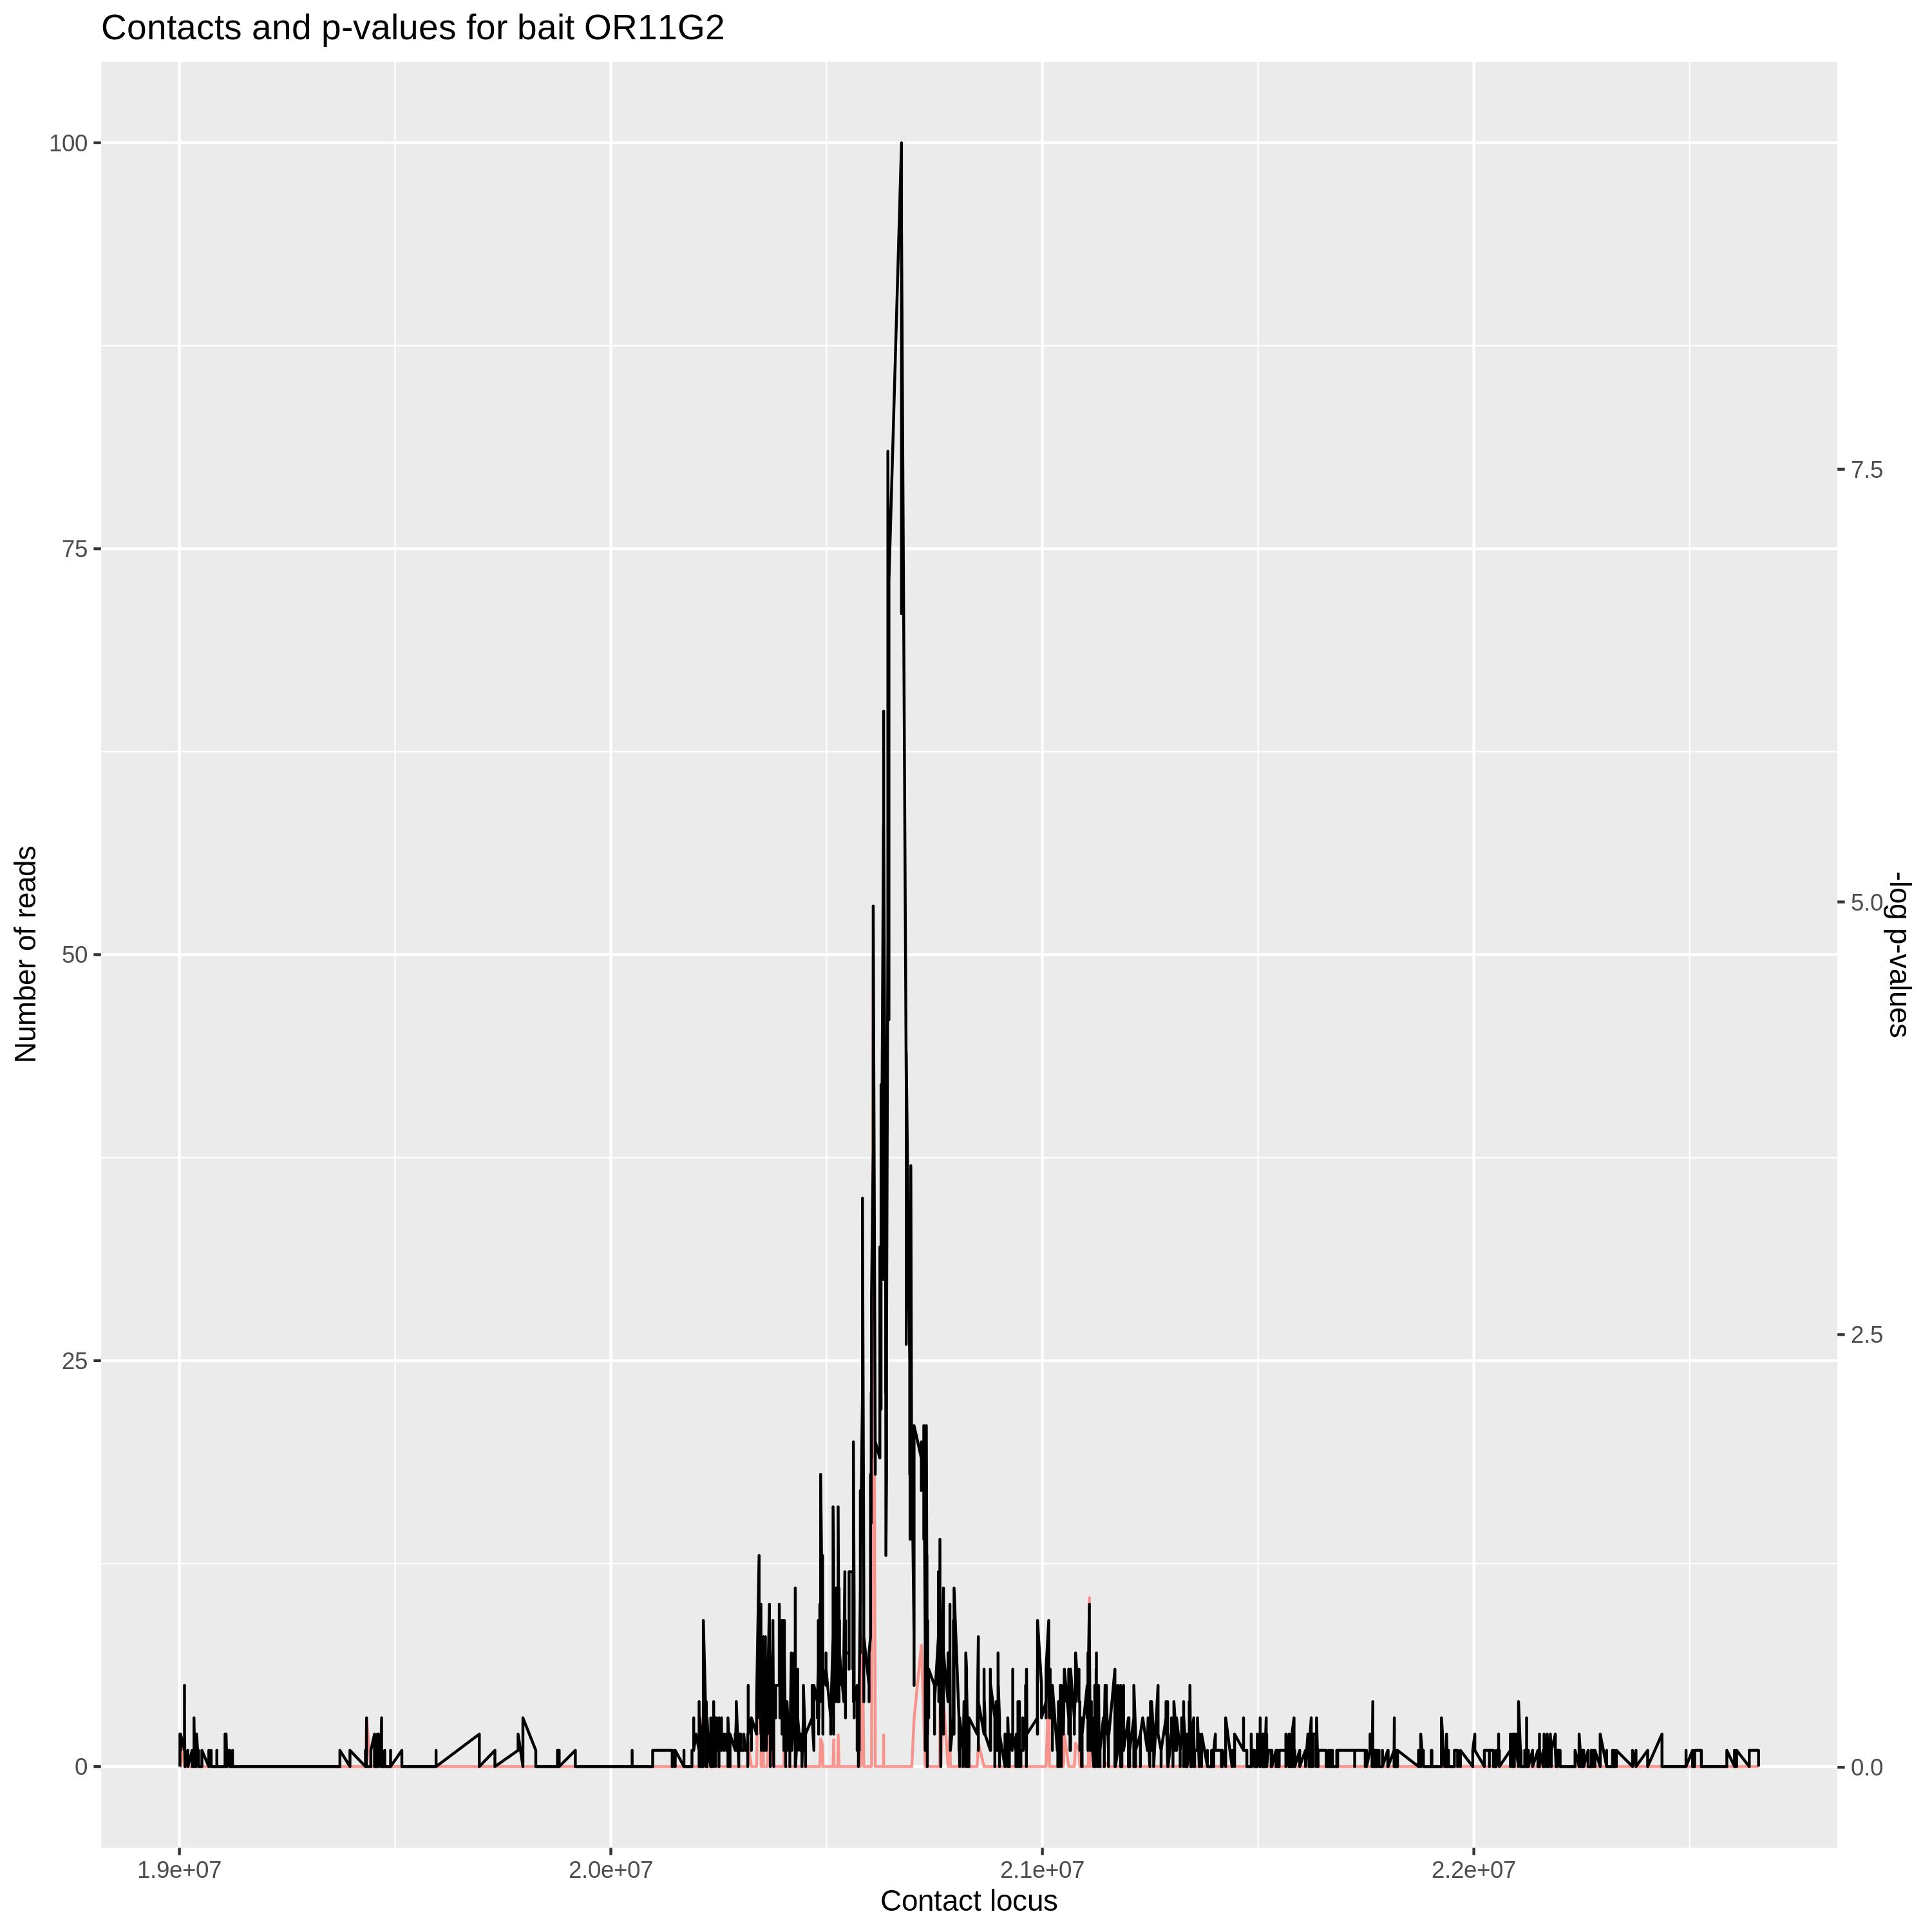 Contacts and p-values for bait OR11G2
100
75
50
25
0
Number of reads
7.5
5.0
2.5
0.0
-log p-values
1.9e+07
2.0e+07
2.1e+07
2.2e+07
Contact locus